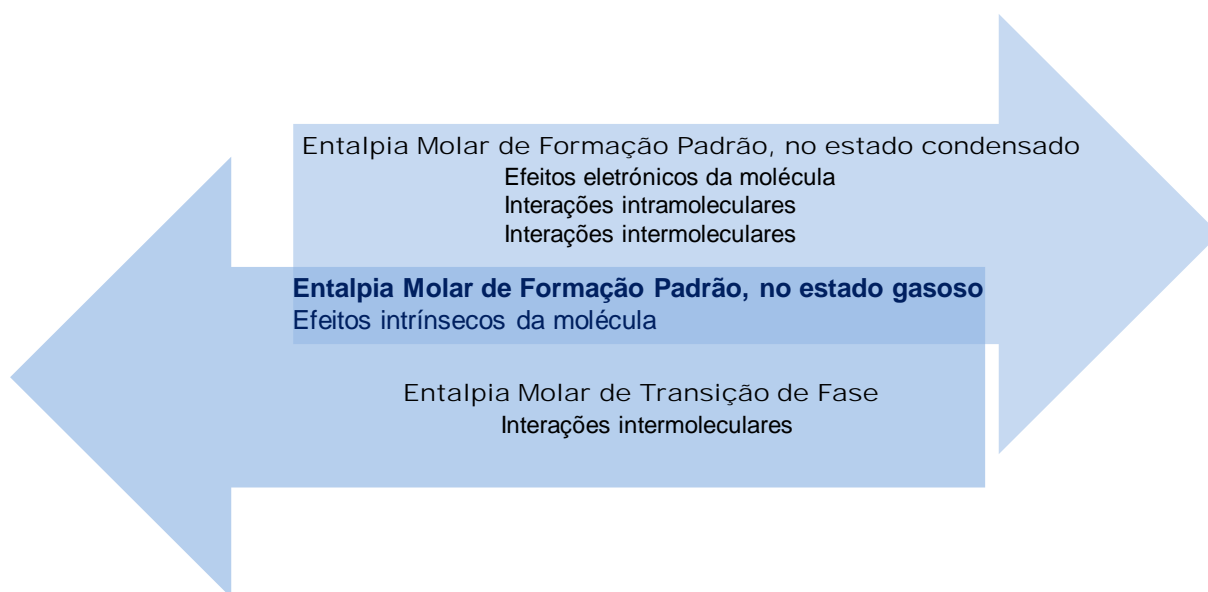 Entalpia Molar de Formação Padrão, no estado condensado
Efeitos eletrónicos da molécula
Interações intramoleculares
Interações intermoleculares
Entalpia Molar de Formação Padrão, no estado gasoso
Efeitos intrínsecos da molécula
Entalpia Molar de Transição de Fase
Interações intermoleculares